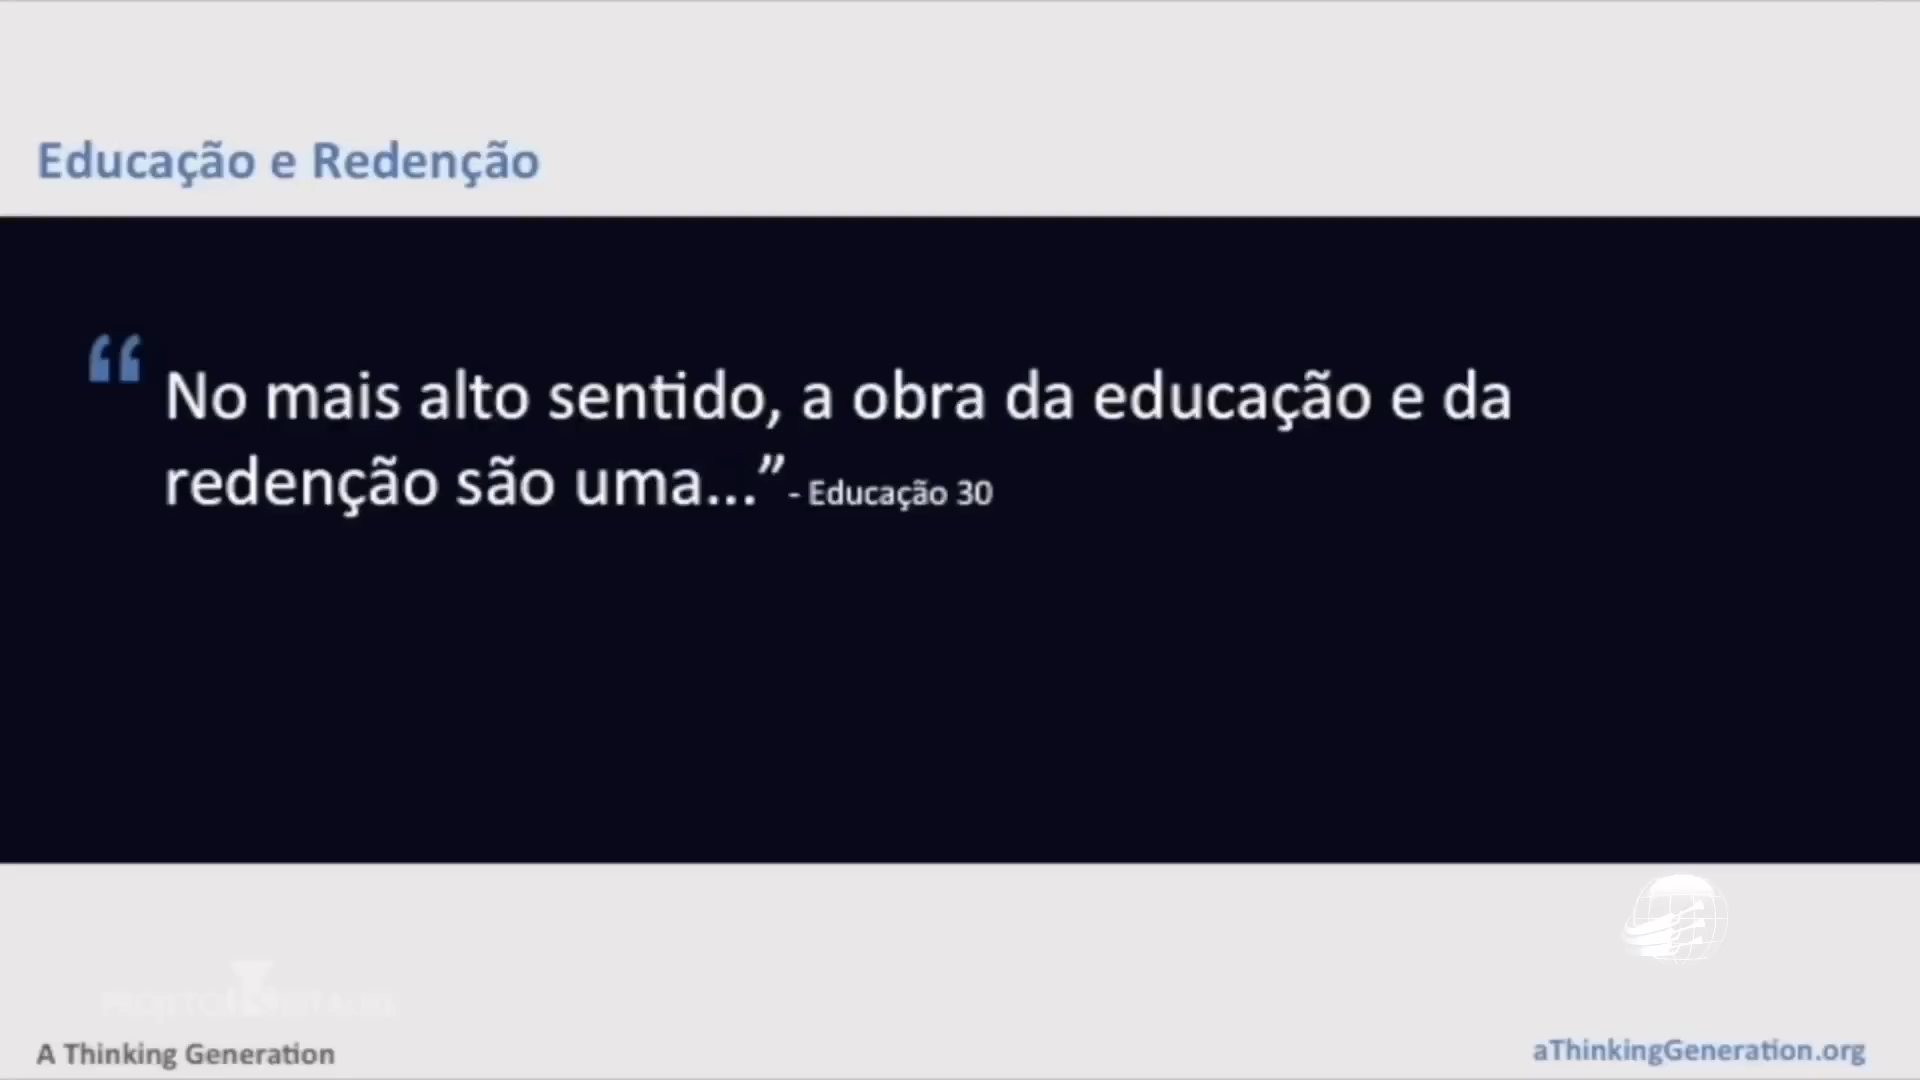 Educação e Redenção
“No mais alto sentido, a obra da educação e da
redenção são uma...” - Educação 30
A Thinking Generation
aThinkingGeneration.org